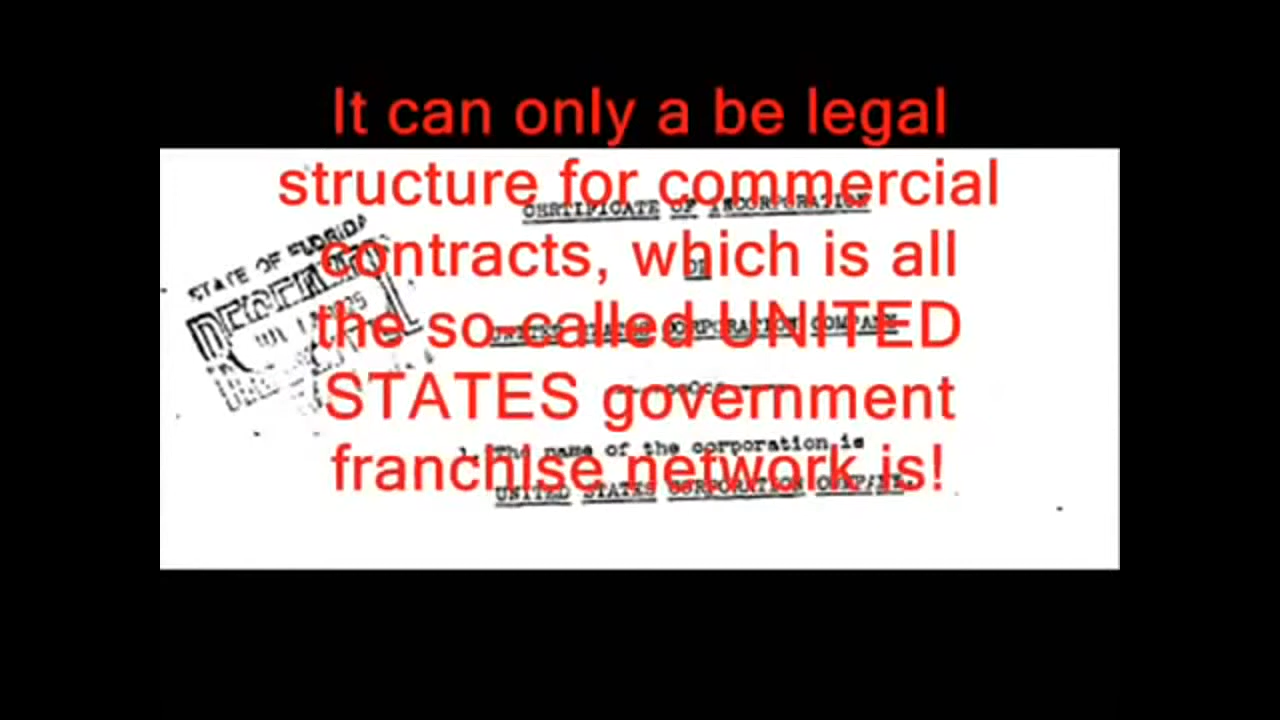 It can only a be legal
structure for commercial
contracts, which is all
the so-called UNITED
STATES government
franchise network is!
CERTIFICATE OF INCORPORATION
OF
UNITED STATES CORPORATION COMPANY
STATE OF FLORIDA
1. The name of the corporation is
UNITED STATES CORPORATION COMPANY.